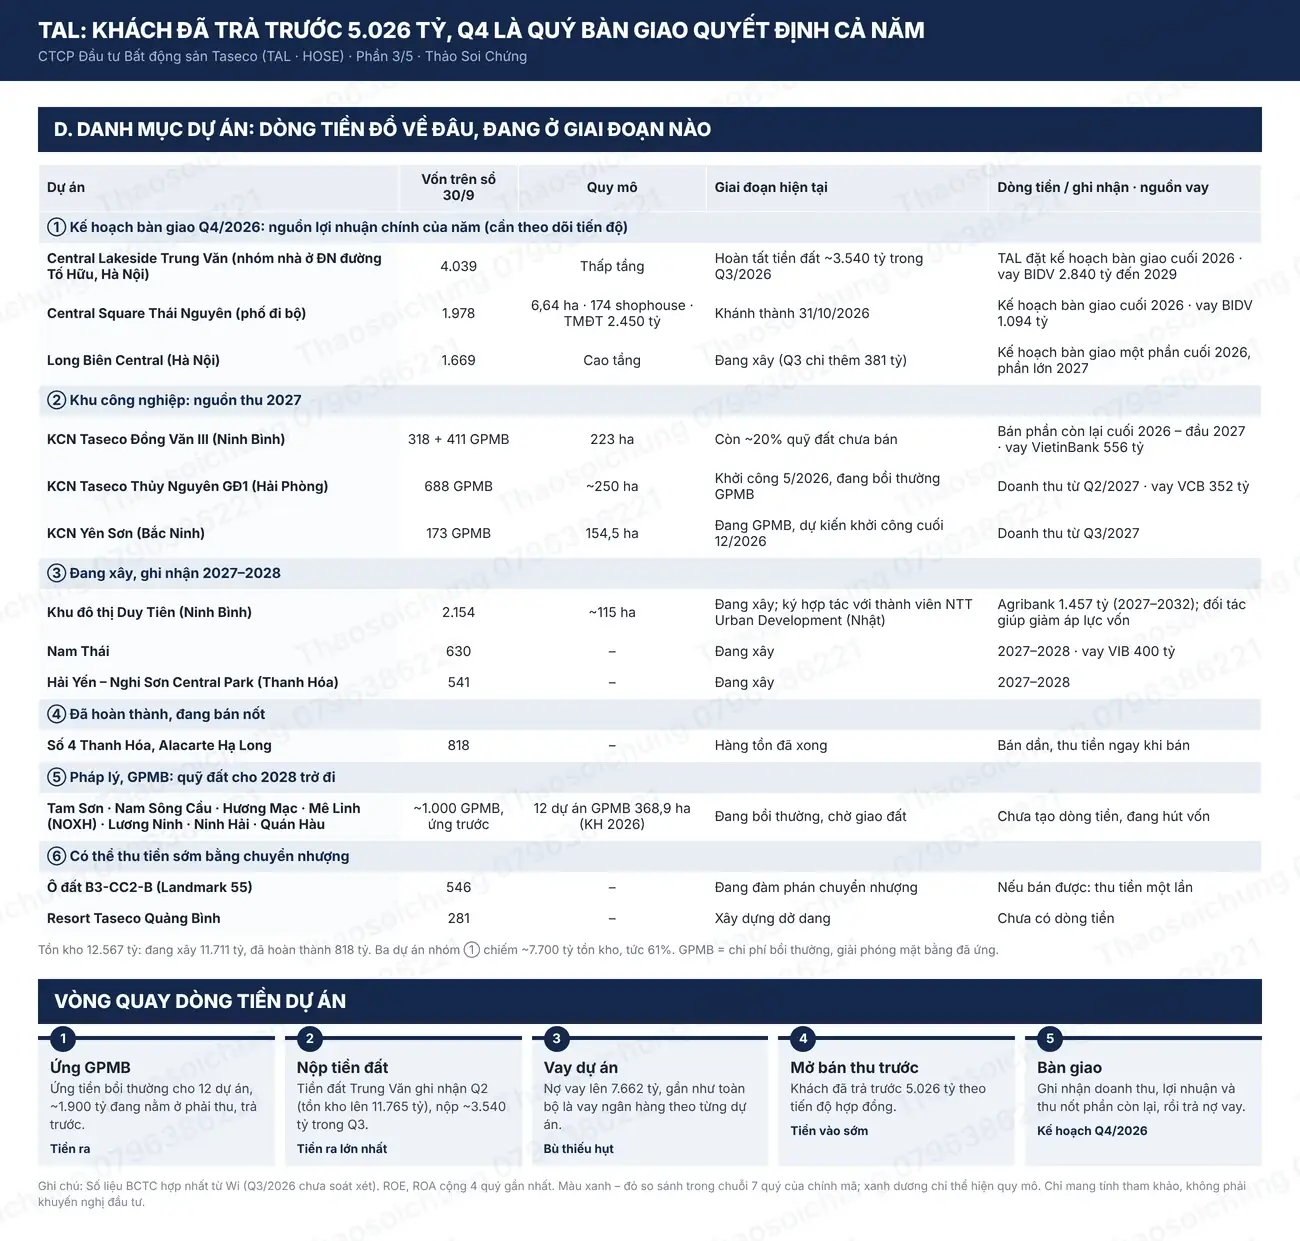 TAL: KHÁCH ĐÃ TRẢ TRƯỚC 5.026 TỶ, Q4 LÀ QUÝ BÀN GIAO QUYẾT ĐỊNH CẢ NĂM
CTCP Đầu tư Bất động sản Taseco (TAL · HOSE) · Phần 3/5 · Thảo Soi Chứng
D. DANH MỤC DỰ ÁN: DÒNG TIỀN ĐỔ VỀ ĐÂU, ĐANG Ở GIAI ĐOẠN NÀO
Dự án
Vốn trên sổ
30/9
Quy mô
Giai đoạn hiện tại
Dòng tiền / ghi nhận · nguồn vay
① Kế hoạch bàn giao Q4/2026: nguồn lợi nhuận chính của năm (cần theo dõi tiến độ)
Central Lakeside Trung Văn (nhóm nhà ở ĐN đường
Tố Hữu, Hà Nội)
4.039
Thấp tầng
Hoàn tất tiền đất ~3.540 tỷ trong
Q3/2026
TAL đặt kế hoạch bàn giao cuối 2026 ·
vay BIDV 2.840 tỷ đến 2029
Central Square Thái Nguyên (phố đi bộ)
1.978
6,64 ha · 174 shophouse ·
TMĐT 2.450 tỷ
Khánh thành 31/10/2026
Kế hoạch bàn giao cuối 2026 · vay BIDV
1.094 tỷ
Long Biên Central (Hà Nội)
1.669
Cao tầng
Đang xây (Q3 chi thêm 381 tỷ)
Kế hoạch bàn giao một phần cuối 2026,
phần lớn 2027
② Khu công nghiệp: nguồn thu 2027
KCN Taseco Đồng Văn III (Ninh Bình)
318 + 411 GPMB
223 ha
Còn ~20% quỹ đất chưa bán
Bán phần còn lại cuối 2026 – đầu 2027
· vay VietinBank 556 tỷ
KCN Taseco Thủy Nguyên GĐ1 (Hải Phòng)
688 GPMB
~250 ha
Khởi công 5/2026, đang bồi thường
GPMB
Doanh thu từ Q2/2027 · vay VCB 352 tỷ
KCN Yên Sơn (Bắc Ninh)
173 GPMB
154,5 ha
Đang GPMB, dự kiến khởi công cuối
12/2026
Doanh thu từ Q3/2027
③ Đang xây, ghi nhận 2027–2028
Khu đô thị Duy Tiên (Ninh Bình)
2.154
~115 ha
Đang xây; ký hợp tác với thành viên NTT
Urban Development (Nhật)
Agribank 1.457 tỷ (2027–2032); đối tác
giúp giảm áp lực vốn
Nam Thái
630
–
Đang xây
2027–2028 · vay VIB 400 tỷ
Hải Yến – Nghi Sơn Central Park (Thanh Hóa)
541
–
Đang xây
2027–2028
④ Đã hoàn thành, đang bán nốt
Số 4 Thanh Hóa, Alacarte Hạ Long
818
–
Hàng tồn đã xong
Bán dần, thu tiền ngay khi bán
⑤ Pháp lý, GPMB: quỹ đất cho 2028 trở đi
Tam Sơn · Nam Sông Cầu · Hương Mạc · Mê Linh
(NOXH) · Lương Ninh · Ninh Hải · Quán Hàu
~1.000 GPMB,
ứng trước
12 dự án GPMB 368,9 ha
(KH 2026)
Đang bồi thường, chờ giao đất
Chưa tạo dòng tiền, đang hút vốn
⑥ Có thể thu tiền sớm bằng chuyển nhượng
Ô đất B3-CC2-B (Landmark 55)
546
–
Đang đàm phán chuyển nhượng
Nếu bán được: thu tiền một lần
Resort Taseco Quảng Bình
281
–
Xây dựng dở dang
Chưa có dòng tiền
Tồn kho 12.567 tỷ: đang xây 11.711 tỷ, đã hoàn thành 818 tỷ. Ba dự án nhóm ① chiếm ~7.700 tỷ tồn kho, tức 61%. GPMB = chi phí bồi thường, giải phóng mặt bằng đã ứng.
VÒNG QUAY DÒNG TIỀN DỰ ÁN
1
Ứng GPMB
Ứng tiền bồi thường cho 12 dự án,
~1.900 tỷ đang nằm ở phải thu, trả
trước.
Tiền ra
2
Nộp tiền đất
Tiền đất Trung Văn ghi nhận Q2
(tồn kho lên 11.765 tỷ), nộp ~3.540
tỷ trong Q3.
Tiền ra lớn nhất
3
Vay dự án
Nợ vay lên 7.662 tỷ, gần như toàn
bộ là vay ngân hàng theo từng dự
án.
Bù thiếu hụt
4
Mở bán thu trước
Khách đã trả trước 5.026 tỷ theo
tiến độ hợp đồng.
Tiền vào sớm
5
Bàn giao
Ghi nhận doanh thu, lợi nhuận và
thu nốt phần còn lại, rồi trả nợ vay.
Kế hoạch Q4/2026
Ghi chú: Số liệu BCTC hợp nhất từ Wi (Q3/2026 chưa soát xét). ROE, ROA cộng 4 quý gần nhất. Màu xanh – đỏ so sánh trong chuỗi 7 quý của chính mã; xanh dương chỉ thể hiện quy mô. Chỉ mang tính tham khảo, không phải
khuyến nghị đầu tư.
Thaosoichung 0796386221